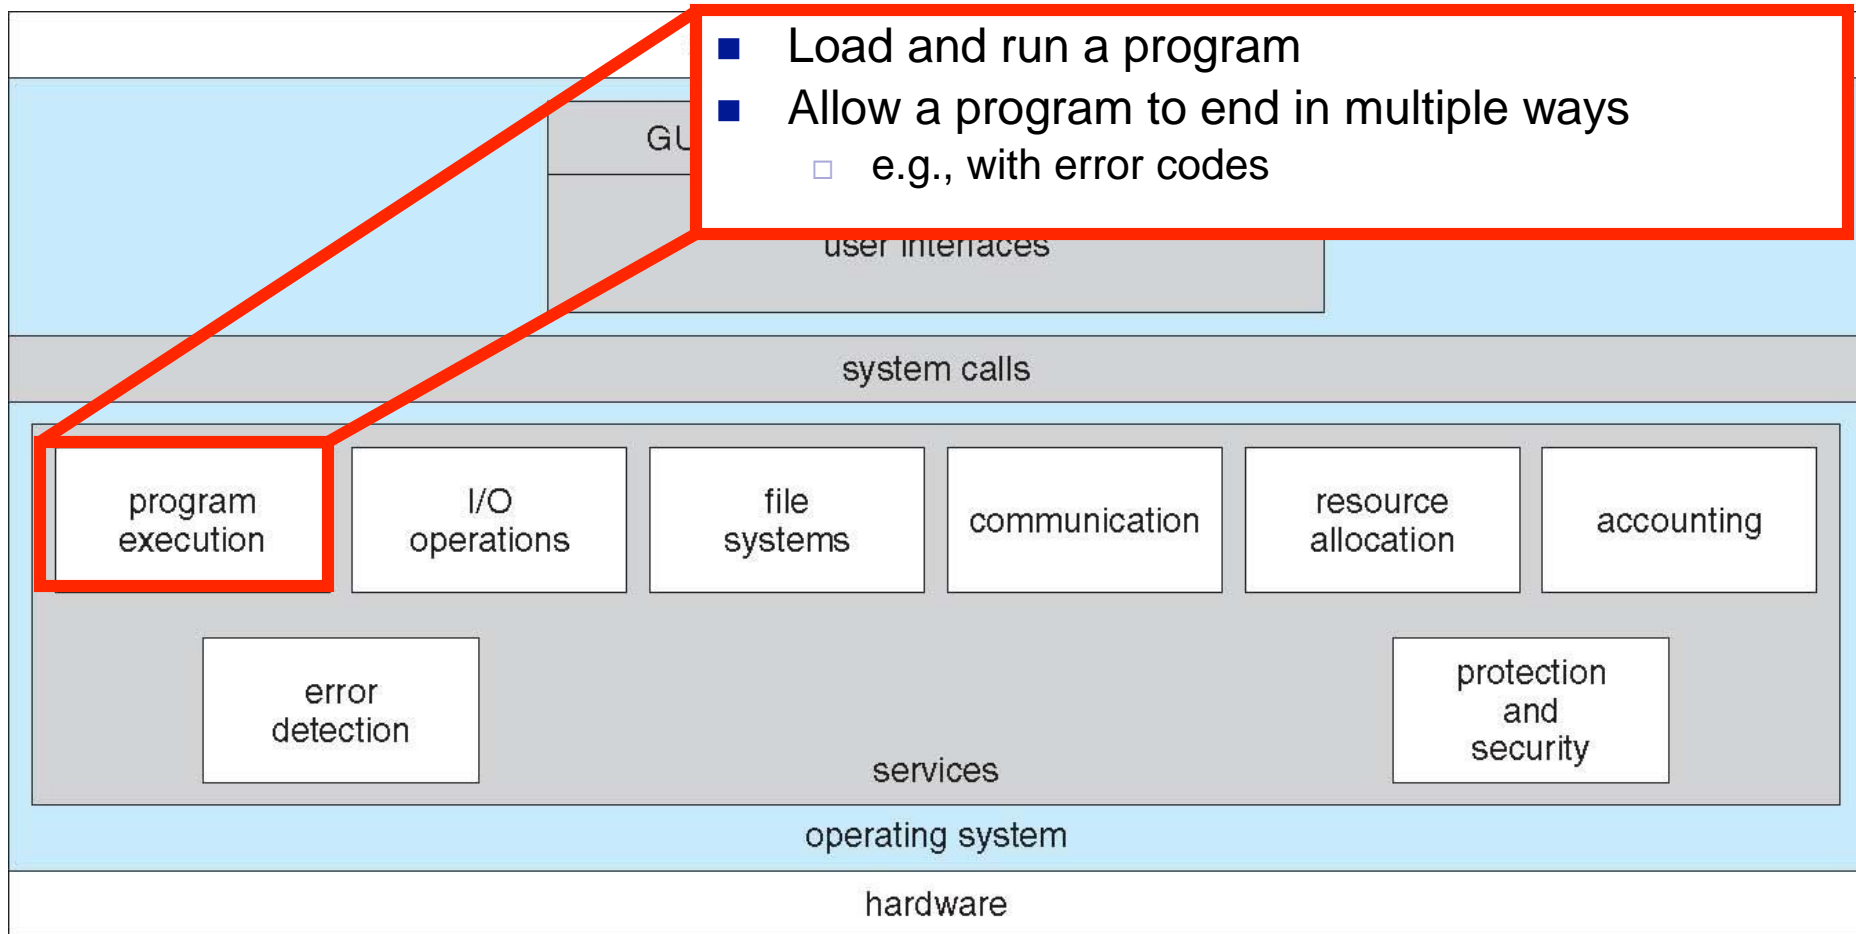 Load and run a program
Allow a program to end in multiple ways
e.g., with error codes
user interfaces
system calls
program
execution
I/O
operations
file
systems
communication
resource
allocation
accounting
error
detection
protection
and
security
services
operating system
hardware